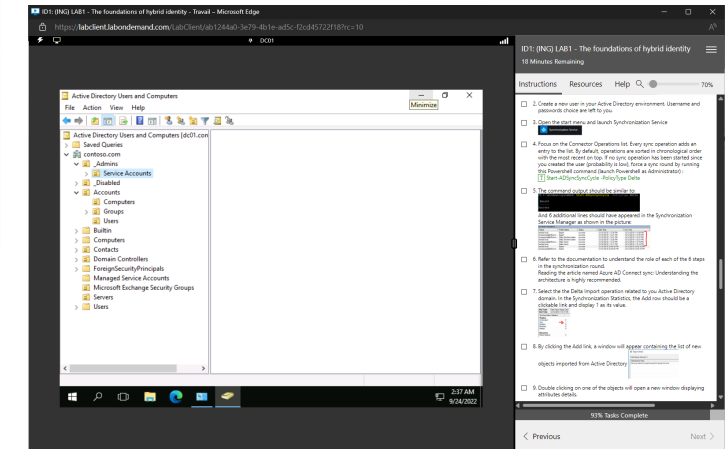 ID1: (ING) LAB1 - The foundations of hybrid identity - Travail – Microsoft Edge
https://labclient.labondemand.com/LabClient/ab1244a0-3e79-4b1e-ad5c-f2cd45722f18?rc=10
DC01
Active Directory Users and Computers
Minimize
File Action View Help
Active Directory Users and Computers [dc01.con
Saved Queries
contoso.com
_Admins
Service Accounts
_Disabled
Accounts
Computers
Groups
Users
Builtin
Computers
Contacts
Domain Controllers
ForeignSecurityPrincipals
Managed Service Accounts
Microsoft Exchange Security Groups
Servers
Users
2:37 AM
9/24/2022
ID1: (ING) LAB1 - The foundations of hybrid identity
18 Minutes Remaining
Instructions Resources Help 70%
2. Create a new user in your Active Directory environment. Username and
passwords choice are left to you.
3. Open the start menu and launch Synchronization Service
Synchronization Service
4. Focus on the Connector Operations list. Every sync operation adds an
entry to the list. By default, operations are sorted in chronological order
with the most recent on top. If no sync operation has been started since
you created the user (probability is low), force a sync round by running
this Powershell command (launch Powershell as Administrator) :
T Start-ADSyncSyncCycle -PolicyType Delta
5. The command output should be similar to:
And 6 additional lines should have appeared in the Synchronization
Service Manager as shown in the picture.
6. Refer to the documentation to understand the role of each of the 6 steps
in the synchronization round.
Reading the article named Azure AD Connect sync: Understanding the
architecture is highly recommended.
7. Select the the Delta Import operation related to you Active Directory
domain. In the Synchronization Statistics, the Add row should be a
clickable link and display 1 as its value.
8. By clicking the Add link, a window will appear containing the list of new
objects imported from Active Directory
9. Double clicking on one of the objects will open a new window displaying
attributes details.
93% Tasks Complete
Previous Next